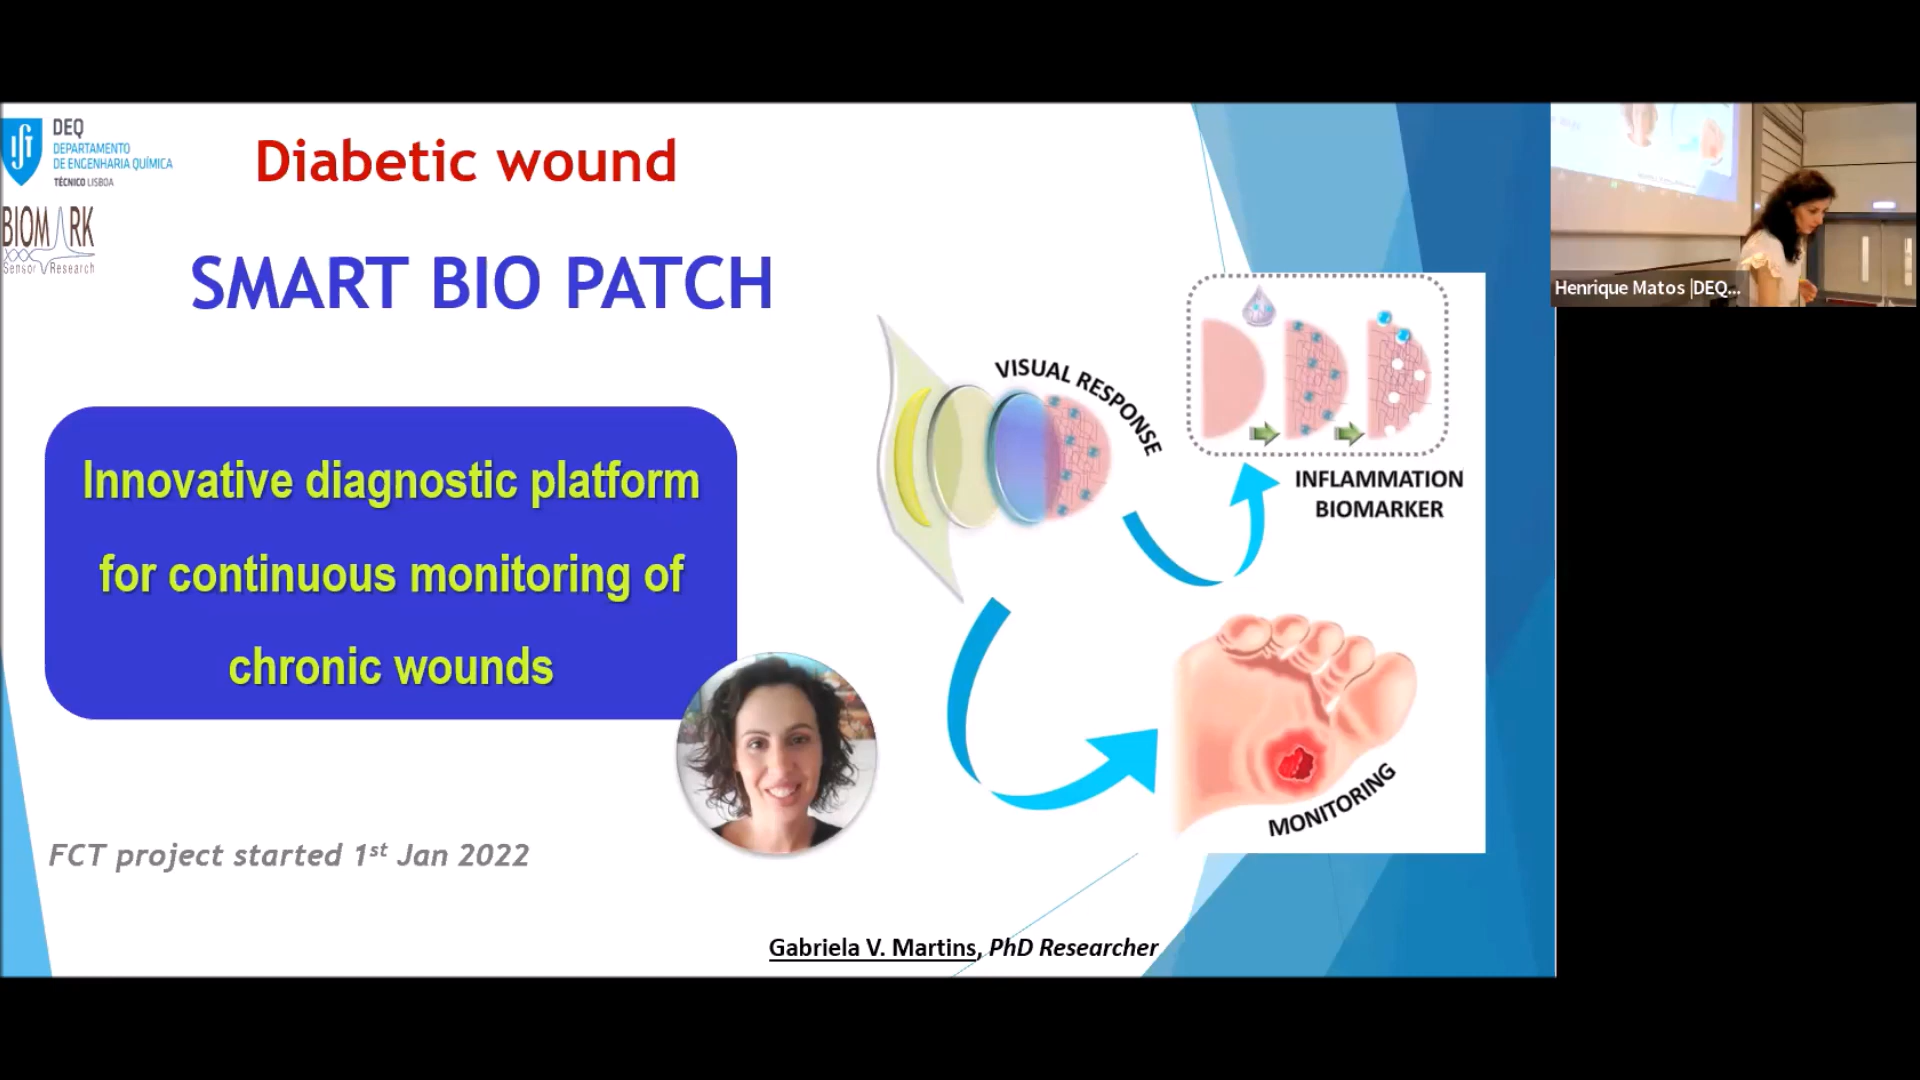 DEQ
DEPARTAMENTO
DE ENGENHARIA QUÍMICA
TÉCNICO LISBOA
BIOMARK
Sensor Research
Diabetic wound
SMART BIO PATCH
Innovative diagnostic platform
for continuous monitoring of
chronic wounds
FCT project started 1st Jan 2022
VISUAL RESPONSE
INFLAMMATION
BIOMARKER
MONITORING
Gabriela V. Martins, PhD Researcher
Henrique Matos |DEQ...